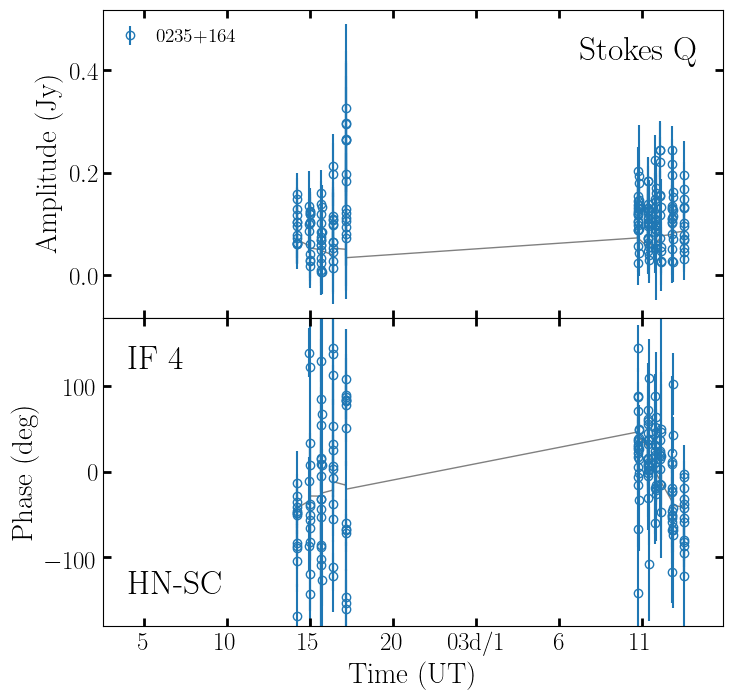 0235+164
Stokes Q
0.4
0.2
0.0
Amplitude (Jy)
IF 4
100
0
−100
Phase (deg)
HN-SC
5 10 15 20 03d/1 6 11
Time (UT)